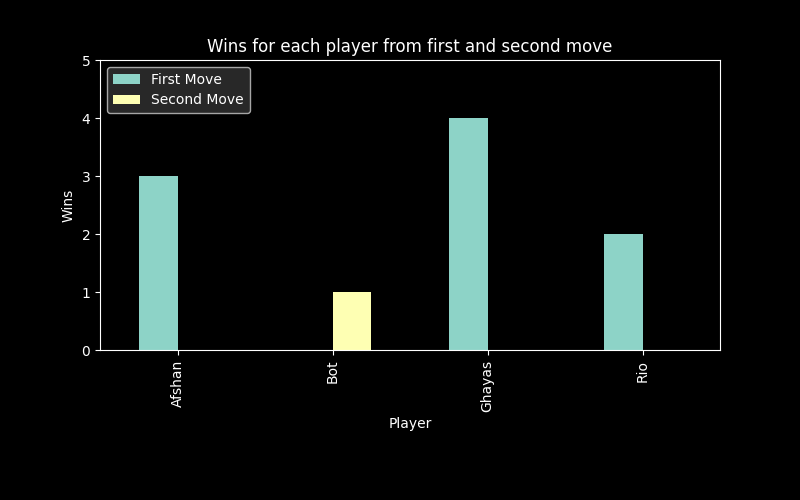 Wins for each player from first and second move
First Move
Second Move
5
4
3
2
1
0
Wins
Afshan
Bot
Ghayas
Rio
Player